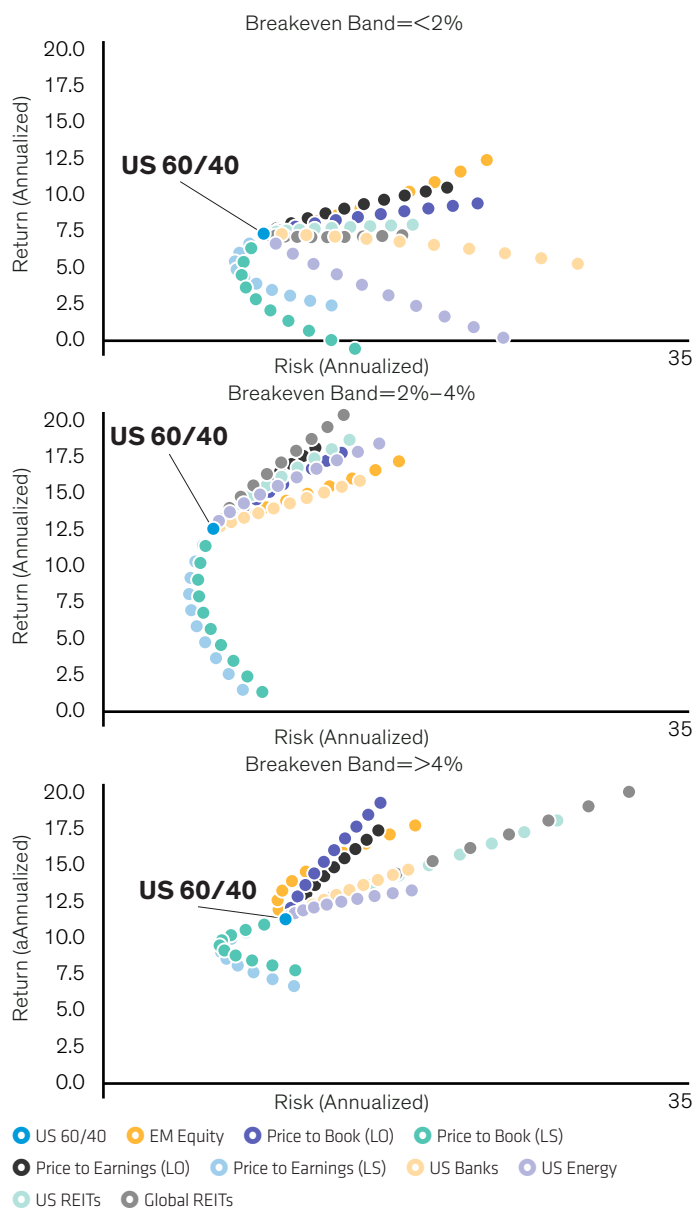 Breakeven Band=<2%
Return (Annualized)
20.0
17.5
15.0
12.5
10.0
7.5
5.0
2.5
0.0
US 60/40
Risk (Annualized)
35
Breakeven Band=2%–4%
Return (Annualized)
20.0
17.5
15.0
12.5
10.0
7.5
5.0
2.5
0.0
US 60/40
Risk (Annualized)
35
Breakeven Band=>4%
Return (aAnnualized)
20.0
17.5
15.0
12.5
10.0
7.5
5.0
2.5
0.0
US 60/40
Risk (Annualized)
35
US 60/40 EM Equity Price to Book (LO) Price to Book (LS)
Price to Earnings (LO) Price to Earnings (LS) US Banks US Energy
US REITs Global REITs